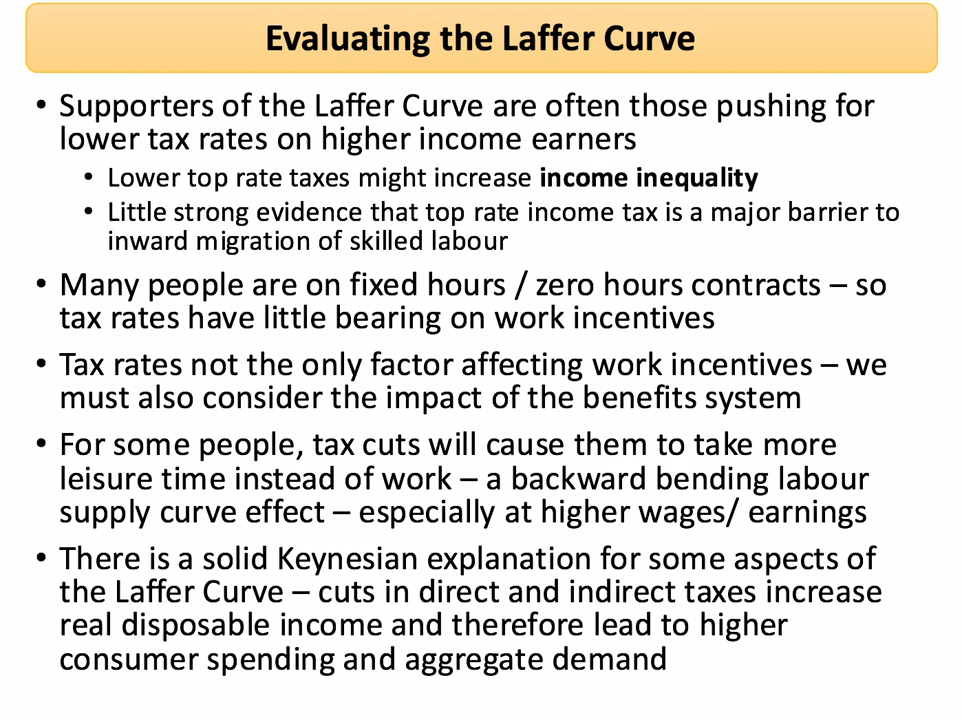 Evaluating the Laffer Curve
• Supporters of the Laffer Curve are often those pushing for
lower tax rates on higher income earners
• Lower top rate taxes might increase income inequality
• Little strong evidence that top rate income tax is a major barrier to
inward migration of skilled labour
• Many people are on fixed hours / zero hours contracts – so
tax rates have little bearing on work incentives
• Tax rates not the only factor affecting work incentives – we
must also consider the impact of the benefits system
• For some people, tax cuts will cause them to take more
leisure time instead of work – a backward bending labour
supply curve effect – especially at higher wages/ earnings
• There is a solid Keynesian explanation for some aspects of
the Laffer Curve – cuts in direct and indirect taxes increase
real disposable income and therefore lead to higher
consumer spending and aggregate demand